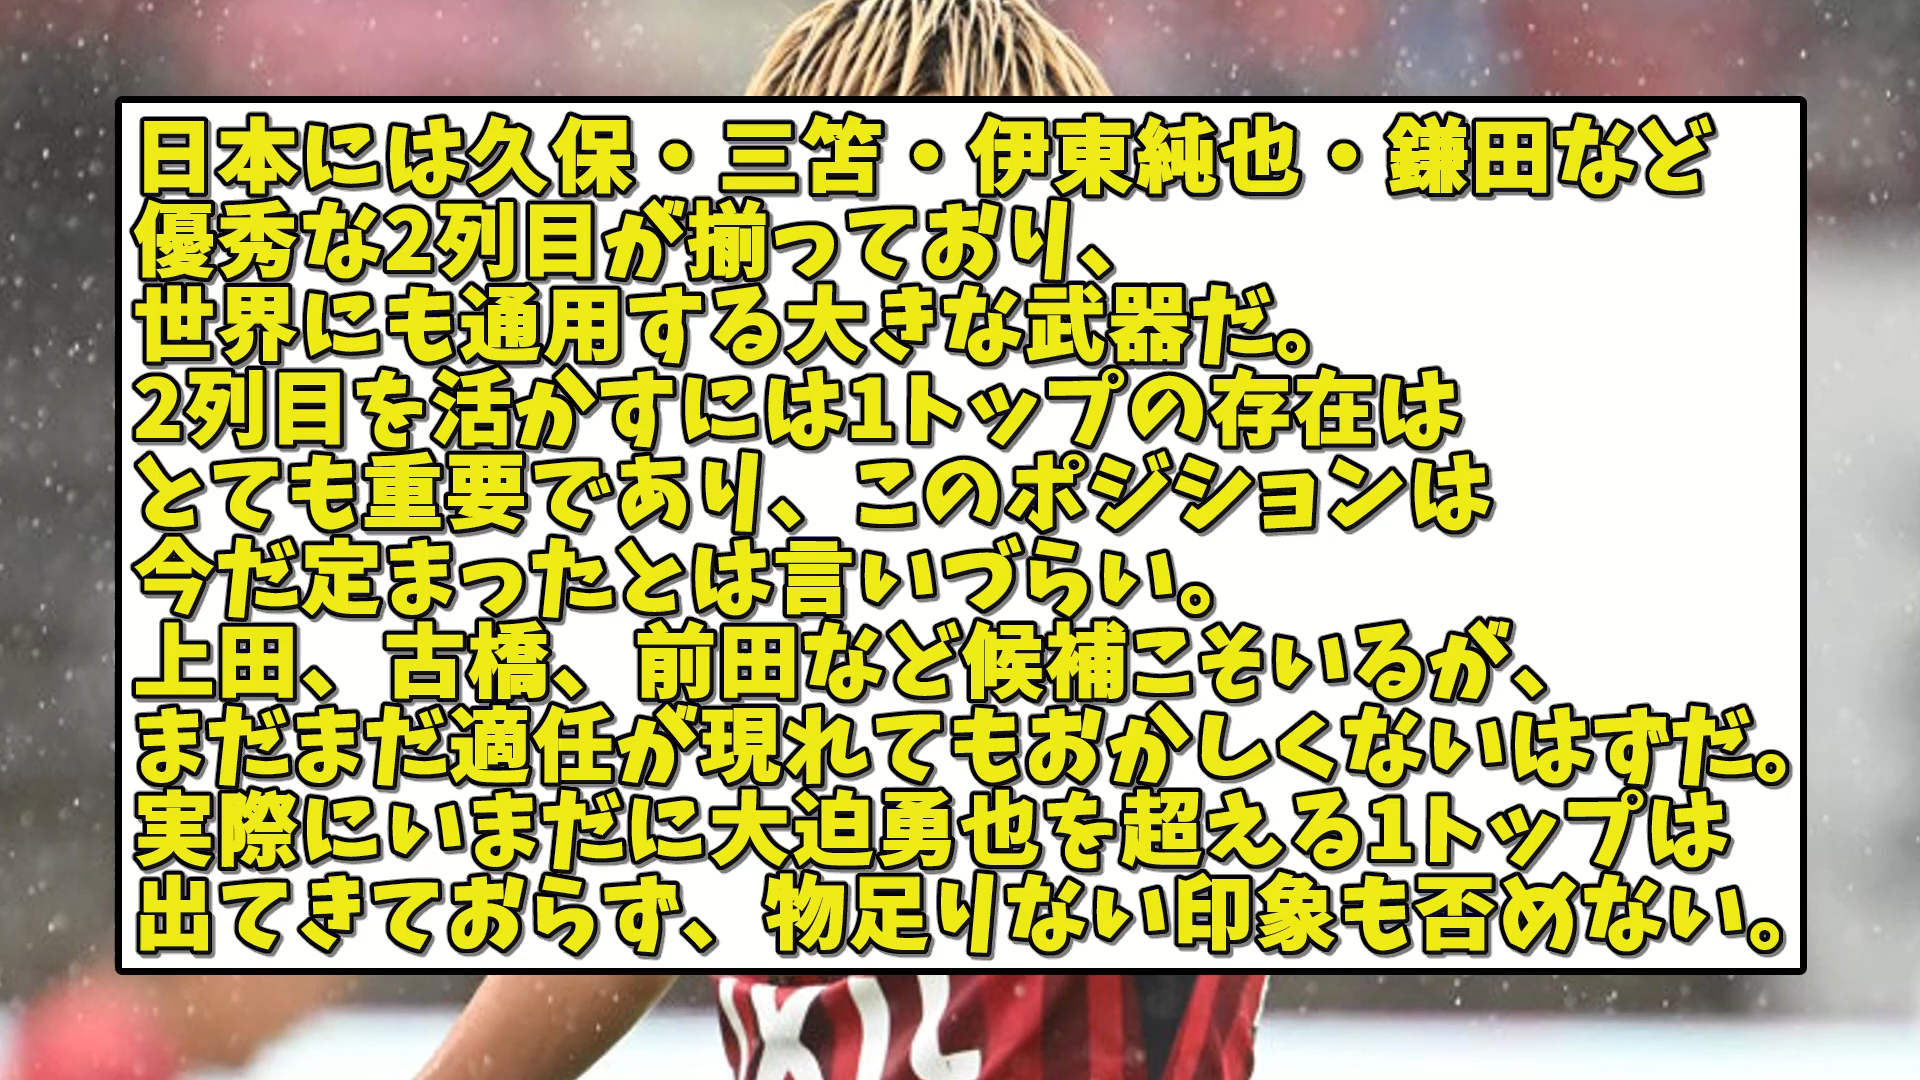 日本には久保・三笘・伊東純也・鎌田など
優秀な2列目が揃っており、
世界にも通用する大きな武器だ。
2列目を活かすには1トップの存在は
とても重要であり、このポジションは
今だ定まったとは言いづらい。
上田、古橋、前田など候補こそいるが、
まだまだ適任が現れてもおかしくないはずだ。
実際にいまだに大迫勇也を超える1トップは
出てきておらず、物足りない印象も否めない。